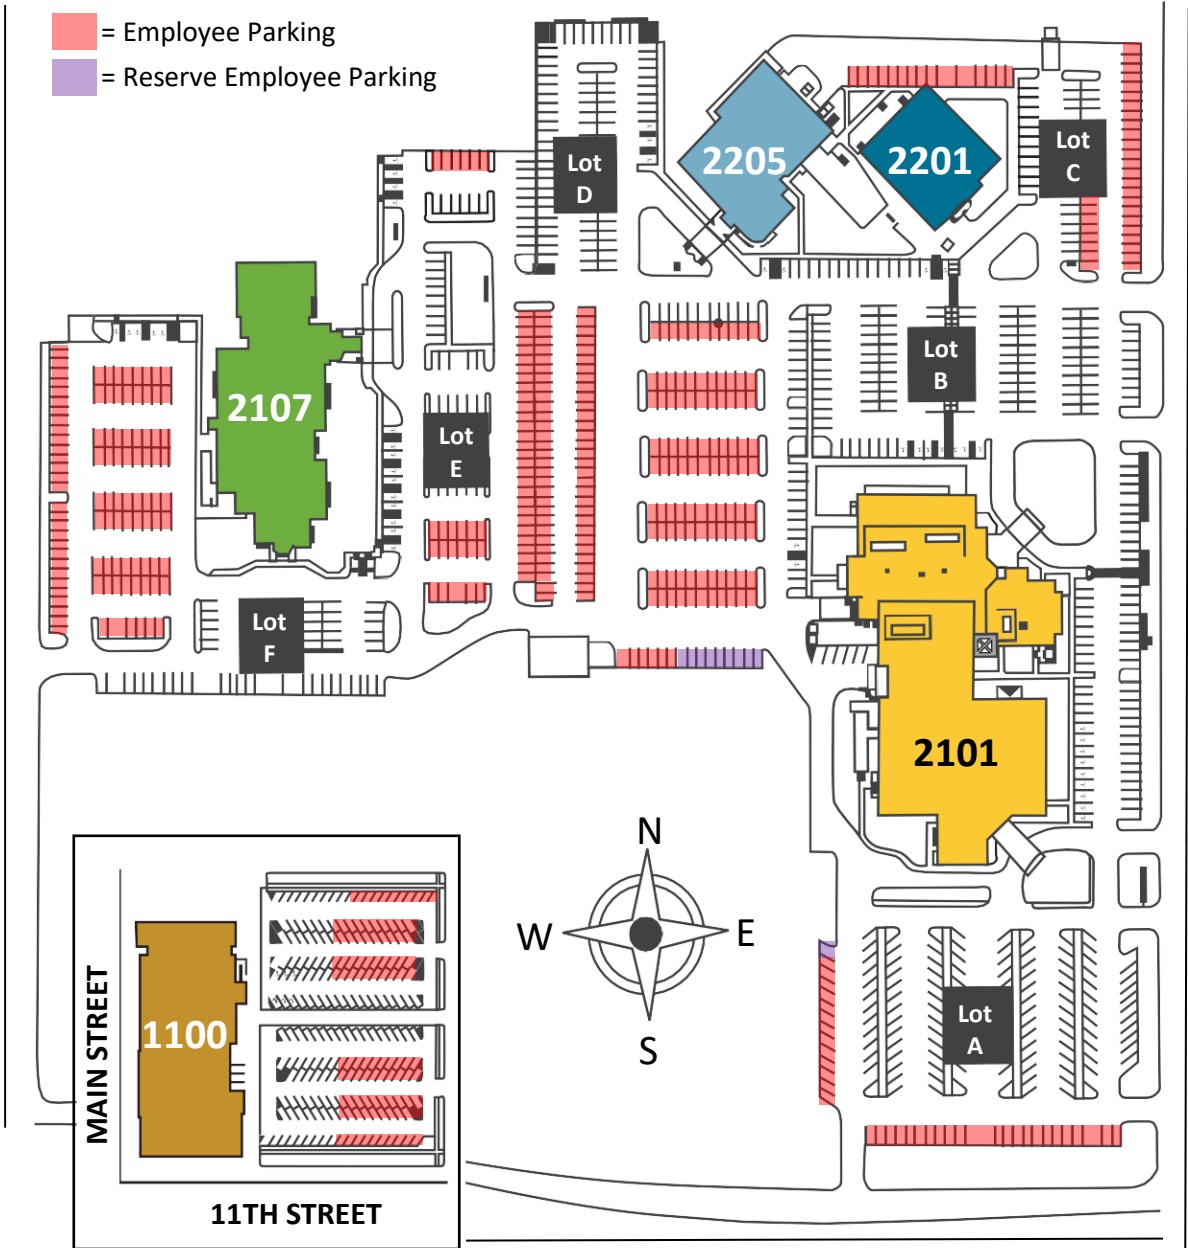 = Employee Parking
= Reserve Employee Parking
2205
2201
Lot
D
Lot
C
Lot
B
2107
Lot
E
Lot
F
2101
N
W
E
S
Lot
A
MAIN STREET
1100
11TH STREET